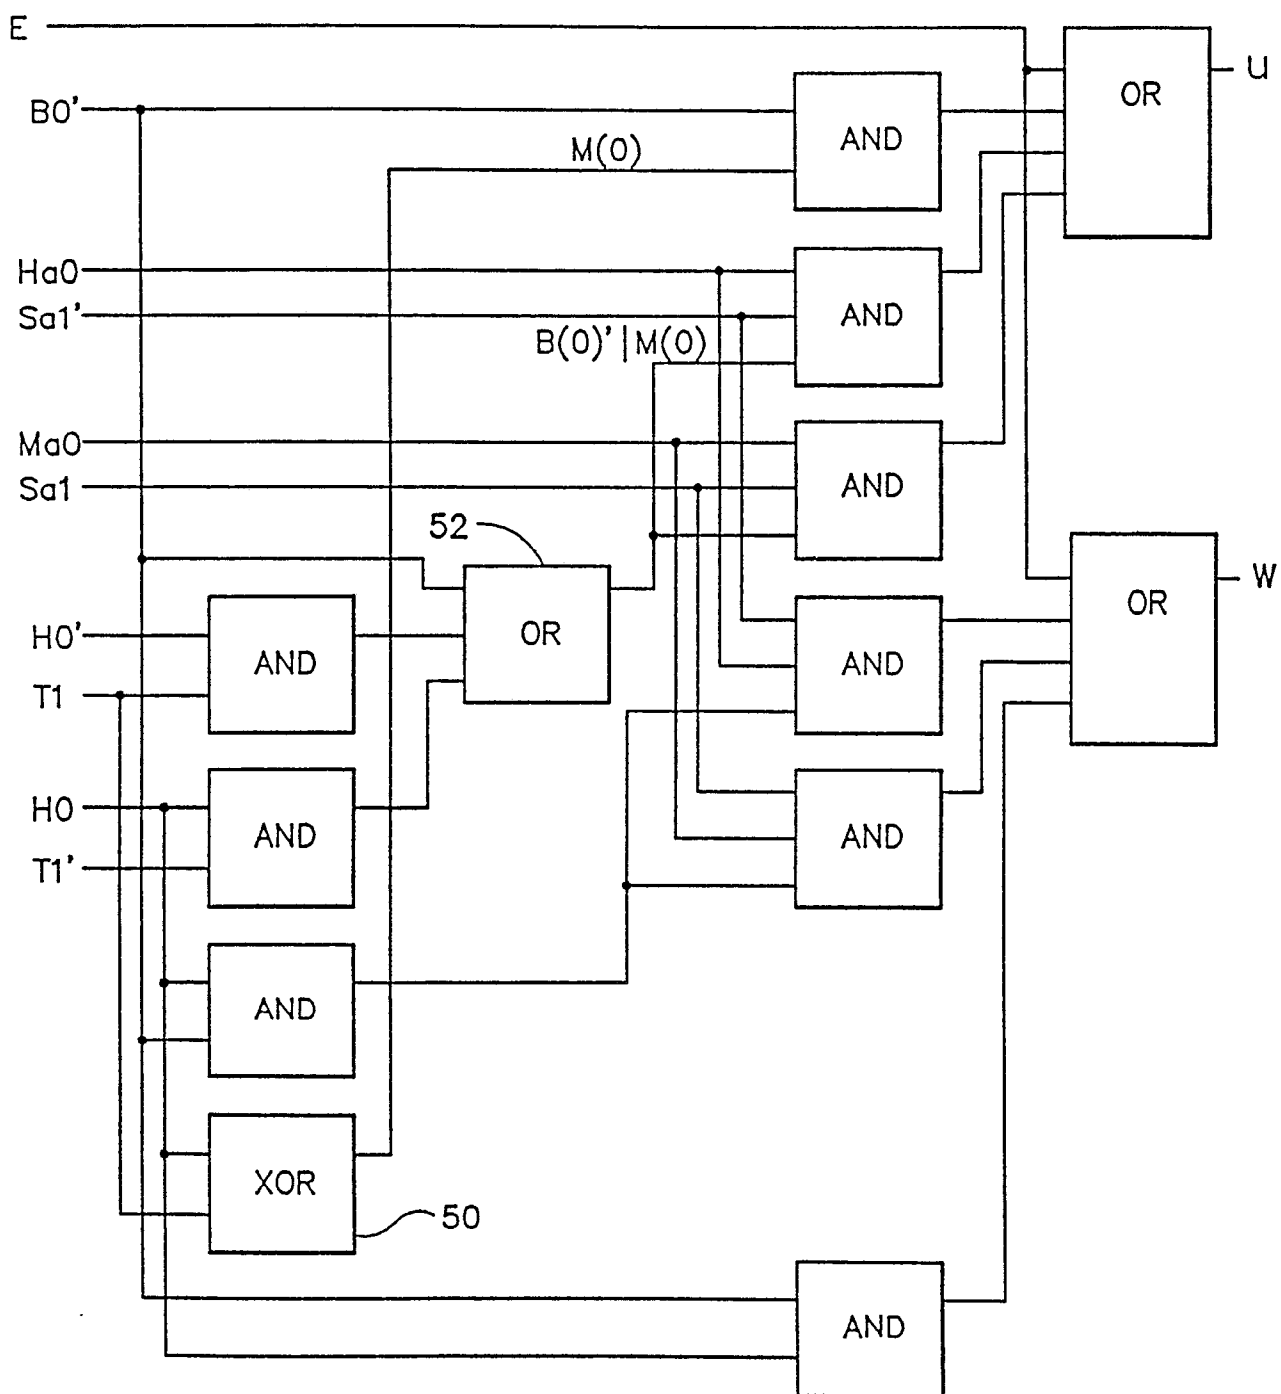 E
U
OR
B0'
AND
M(0)
Ha0
Sa1'
AND
B(0)'|M(0)
Ma0
Sa1
AND
52
OR
W
OR
H0'
AND
T1
AND
H0
AND
T1'
AND
AND
XOR
50
AND